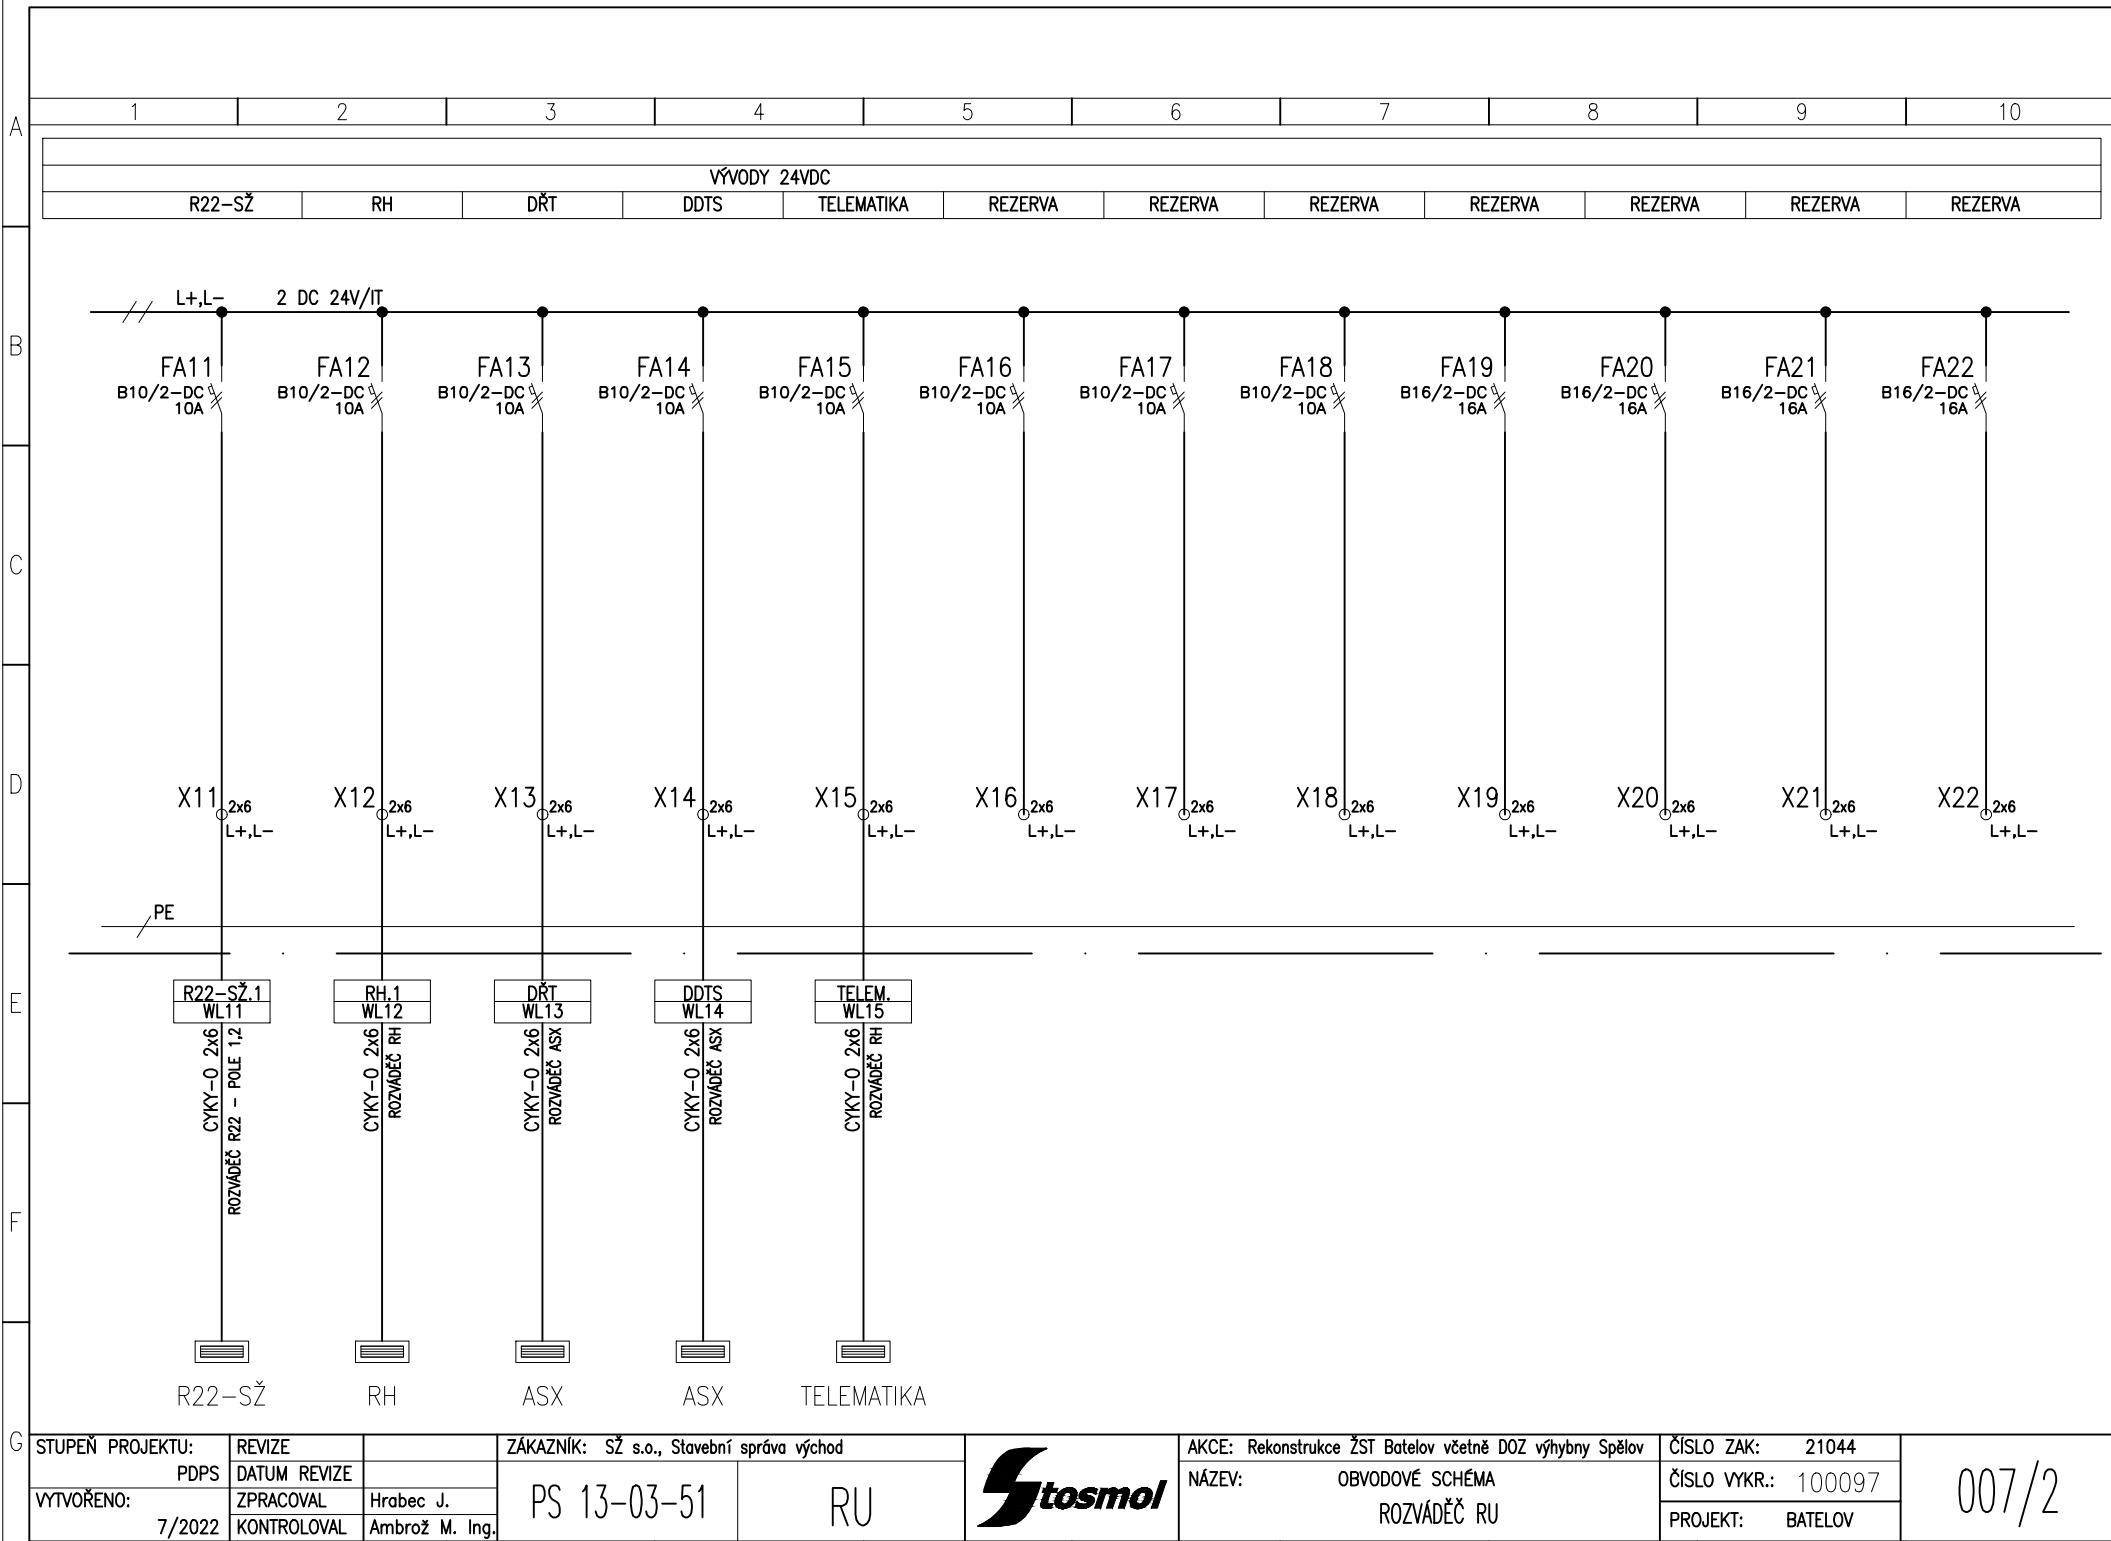 1 2 3 4 5 6 7 8 9 10
A
VÝVODY 24VDC
R22-SŽ RH DŘT DDTS TELEMATIKA REZERVA REZERVA REZERVA REZERVA REZERVA REZERVA REZERVA
L+,L- 2 DC 24V/IT
B
FA11 FA12 FA13 FA14 FA15 FA16 FA17 FA18 FA19 FA20 FA21 FA22
B10/2-DC B10/2-DC B10/2-DC B10/2-DC B10/2-DC B10/2-DC B10/2-DC B10/2-DC B16/2-DC B16/2-DC B16/2-DC B16/2-DC
10A 10A 10A 10A 10A 10A 10A 10A 16A 16A 16A 16A
C
D
X11 X12 X13 X14 X15 X16 X17 X18 X19 X20 X21 X22
2x6 2x6 2x6 2x6 2x6 2x6 2x6 2x6 2x6 2x6 2x6 2x6
L+,L- L+,L- L+,L- L+,L- L+,L- L+,L- L+,L- L+,L- L+,L- L+,L- L+,L- L+,L-
PE
E
R22-SŽ.1 RH.1 DŘT DDTS TELEM.
WL11 WL12 WL13 WL14 WL15
CYKY-O 2x6
ROZVÁDĚČ R22 - POLE 1,2
CYKY-O 2x6
ROZVÁDĚČ RH
CYKY-O 2x6
ROZVÁDĚČ ASX
CYKY-O 2x6
ROZVÁDĚČ ASX
CYKY-O 2x6
ROZVÁDĚČ RH
F
R22-SŽ RH ASX ASX TELEMATIKA
G
STUPEŇ PROJEKTU:
PDPS
VYTVOŘENO:
7/2022
REVIZE
DATUM REVIZE
ZPRACOVAL Hrabec J.
KONTROLOVAL Ambrož M. Ing.
ZÁKAZNÍK: SŽ s.o., Stavební správa východ
PS 13-03-51 RU
Stosmol
AKCE: Rekonstrukce ŽST Batelov včetně DOZ výhybny Spělov
NÁZEV: OBVODOVÉ SCHÉMA
ROZVÁDĚČ RU
ČÍSLO ZAK: 21044
ČÍSLO VYKR.: 100097
PROJEKT: BATELOV
007/2